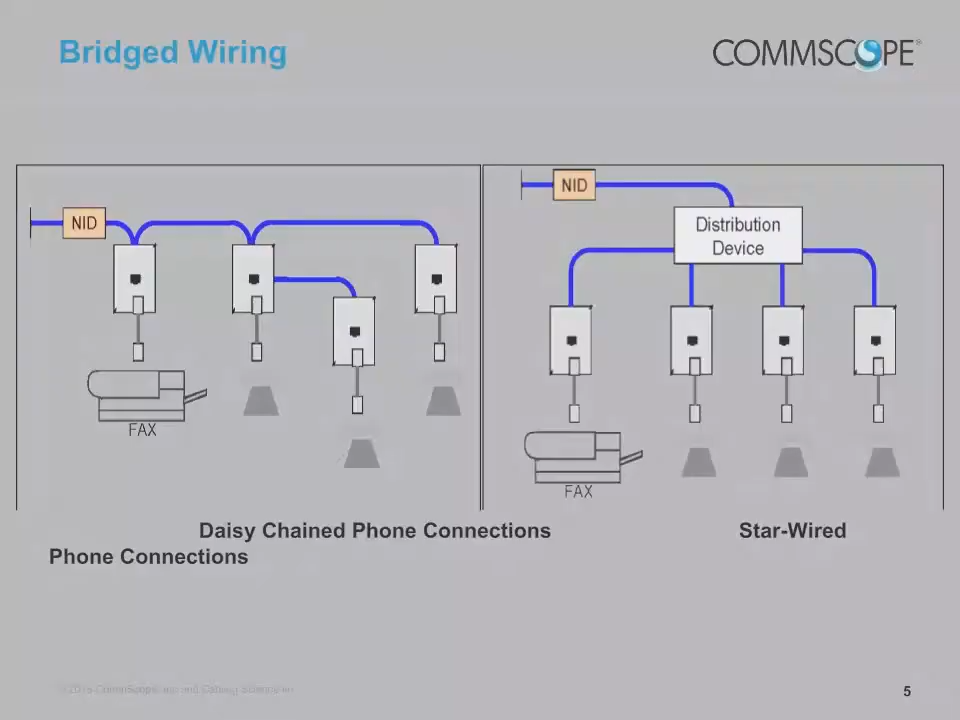 Bridged Wiring
COMMSCOPE®
NID
FAX
NID
Distribution
Device
FAX
Daisy Chained Phone Connections Star-Wired
Phone Connections
5